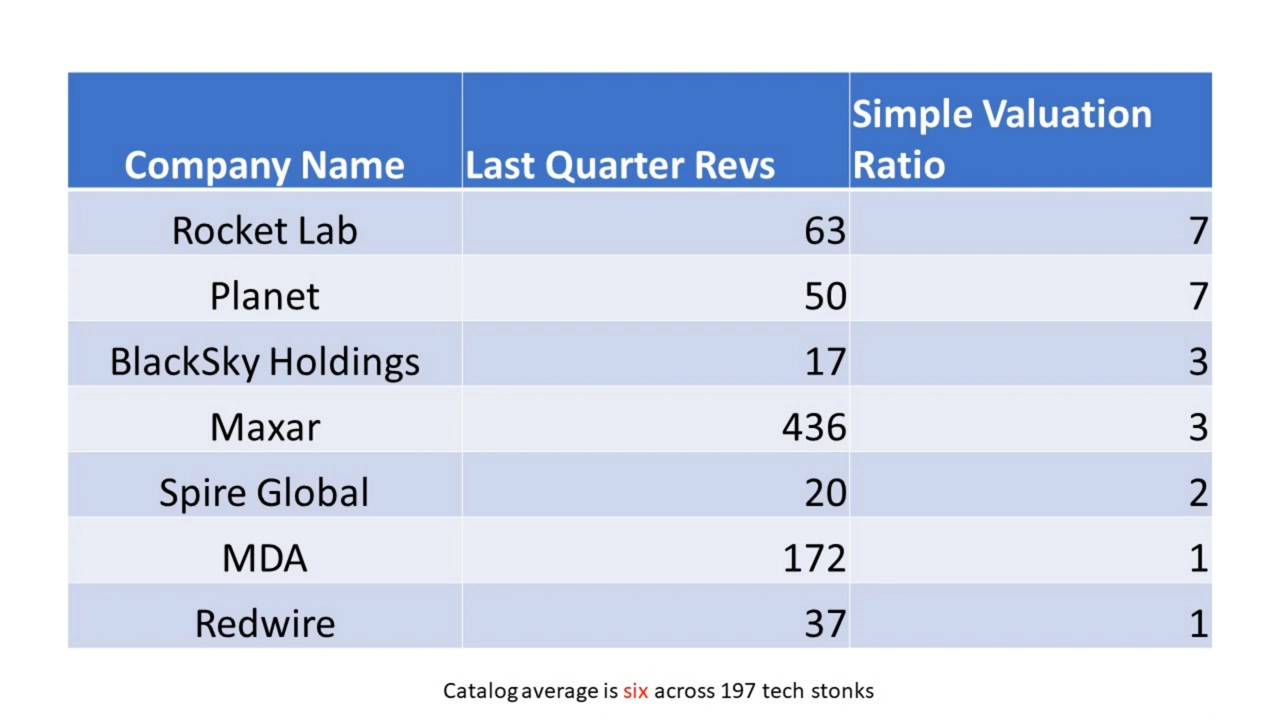 Company Name Last Quarter Revs Simple Valuation
Ratio
Rocket Lab 63 7
Planet 50 7
BlackSky Holdings 17 3
Maxar 436 3
Spire Global 20 2
MDA 172 1
Redwire 37 1
Catalog average is six across 197 tech stonks